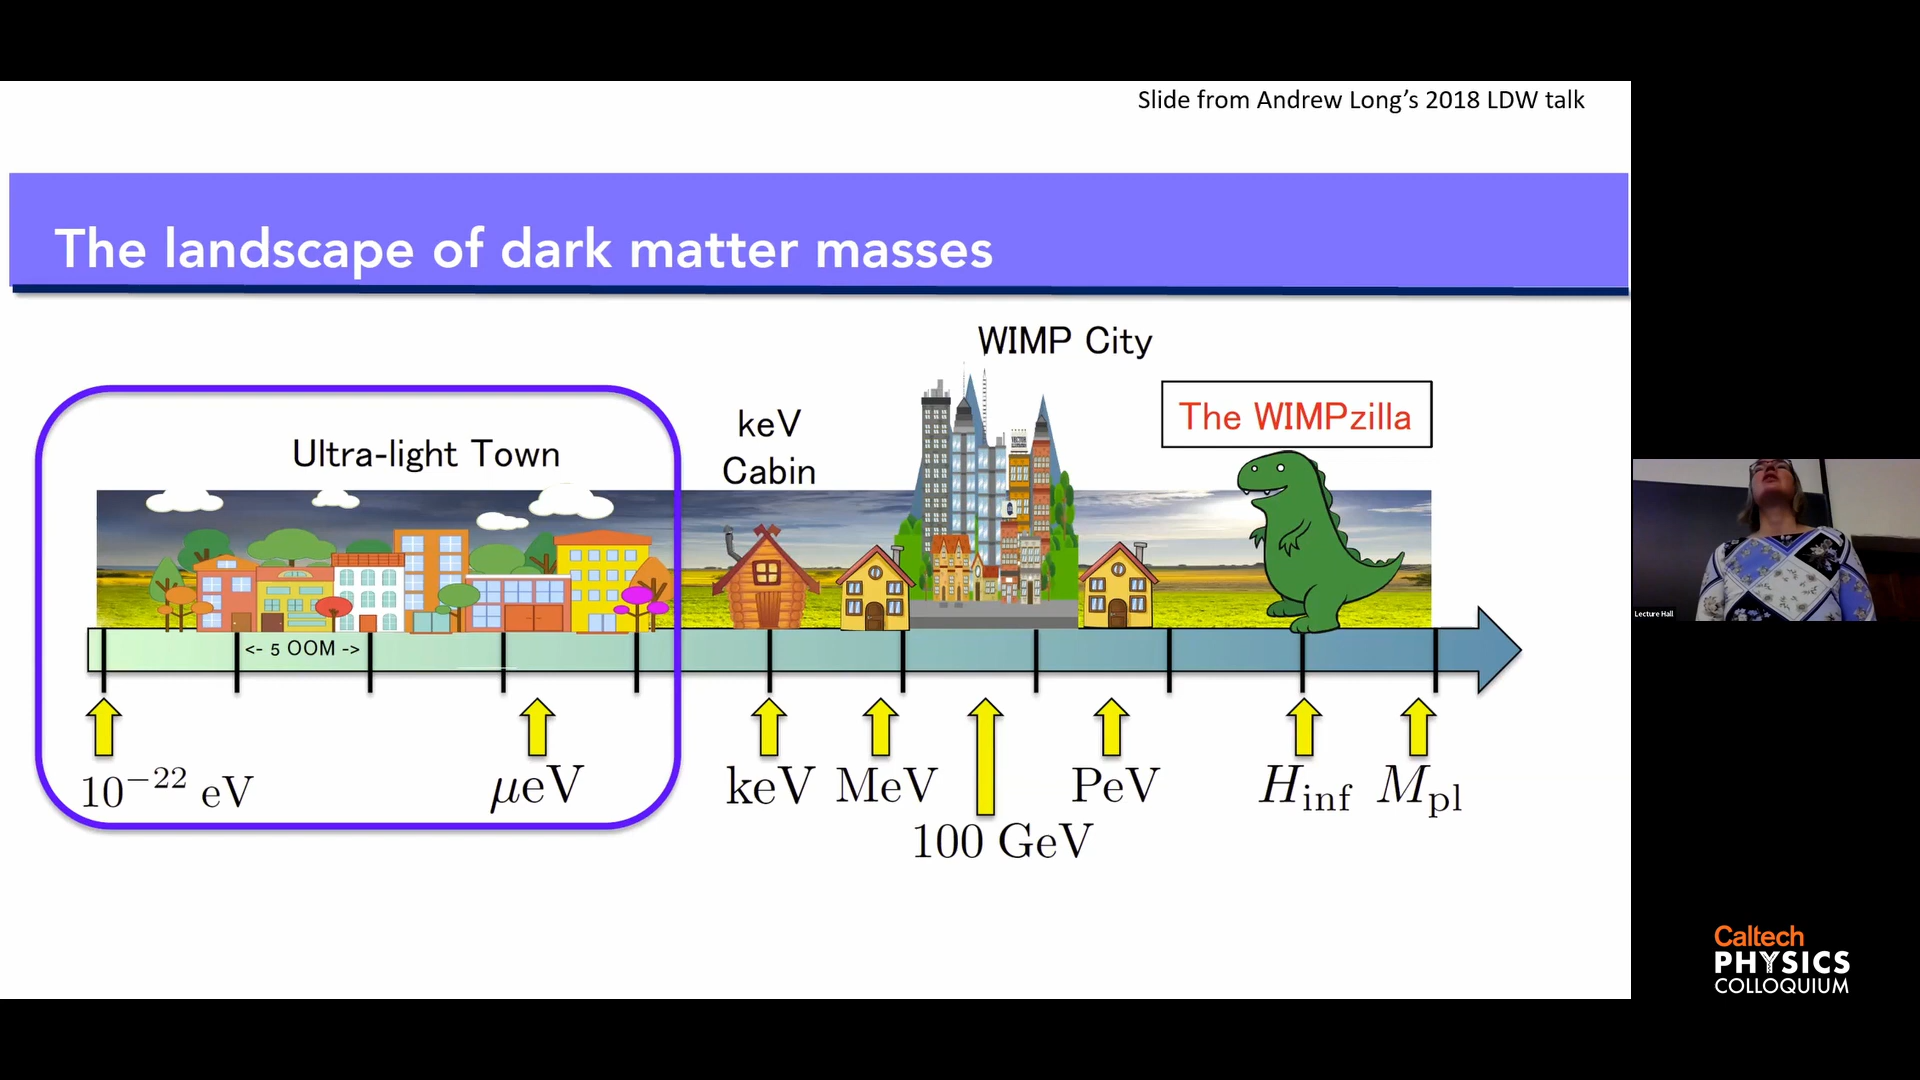 Slide from Andrew Long's 2018 LDW talk
The landscape of dark matter masses
WIMP City
The WIMPzilla
keV
Cabin
Ultra-light Town
<- 5 OOM ->
10⁻²² eV
μeV
keV
MeV
100 GeV
PeV
H_inf
M_pl
Lecture Hall
Caltech
PHYSICS
COLLOQUIUM